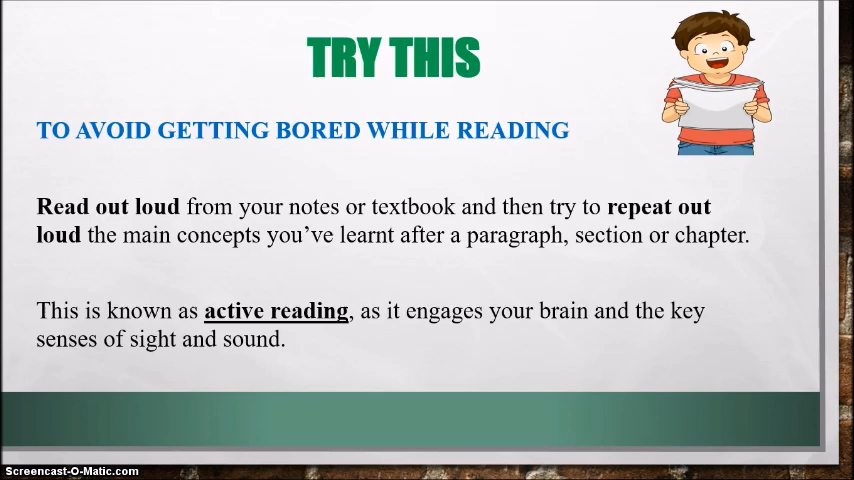 TRY THIS
TO AVOID GETTING BORED WHILE READING
Read out loud from your notes or textbook and then try to repeat out
loud the main concepts you’ve learnt after a paragraph, section or chapter.
This is known as active reading, as it engages your brain and the key
senses of sight and sound.
Screencast-O-Matic.com